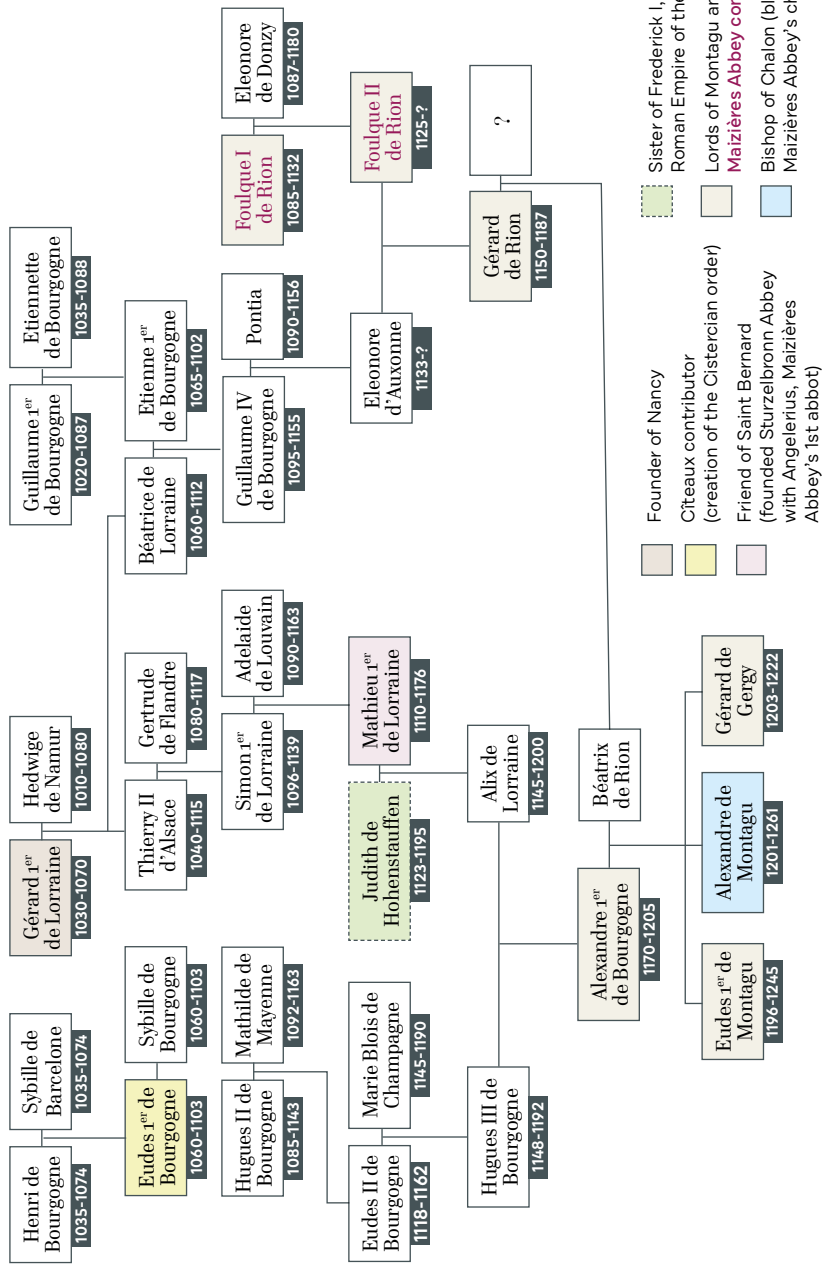 Henri de
Bourgogne
1035-1074
Sybille de
Barcelone
1035-1074
Gérard 1er
de Lorraine
1030-1070
Hedwige
de Namur
1010-1080
Guillaume 1er
de Bourgogne
1020-1087
Etiennette
de Bourgogne
1035-1088
Eudes 1er de
Bourgogne
1060-1103
Sybille de
Bourgogne
1060-1103
Thierry II
d'Alsace
1040-1115
Gertrude
de Flandre
1080-1117
Béatrice de
Lorraine
1060-1112
Etienne 1er
de Bourgogne
1065-1102
Hugues II de
Bourgogne
1085-1143
Mathilde de
Mayenne
1092-1163
Simon 1er
de Lorraine
1096-1139
Adelaide
de Louvain
1090-1163
Guillaume IV
de Bourgogne
1095-1155
Pontia
1090-1156
Foulque I
de Rion
1085-1132
Eleonore
de Donzy
1087-1180
Eudes II de
Bourgogne
1118-1162
Marie Blois de
Champagne
1145-1190
Judith de
Hohenstauffen
1123-1195
Mathieu 1er
de Lorraine
1110-1176
Eleonore
d'Auxonne
1133-?
Foulque II
de Rion
1125-?
Hugues III de
Bourgogne
1148-1192
Alix de
Lorraine
1145-1200
Gérard
de Rion
1150-1187
?
Alexandre 1er
de Bourgogne
1170-1205
Béatrix
de Rion
Eudes 1er de
Montagu
1196-1245
Alexandre de
Montagu
1201-1261
Gérard de
Gergy
1203-1222
Founder of Nancy
Cîteaux contributor
(creation of the Cistercian order)
Friend of Saint Bernard
(founded Sturzelbronn Abbey
with Angelerius, Maizières
Abbey's 1st abbot)
Sister of Frederick I,
Roman Empire of the
Lords of Montagu
Maizières Abbey
Bishop of Chalon
Maizières Abbey's